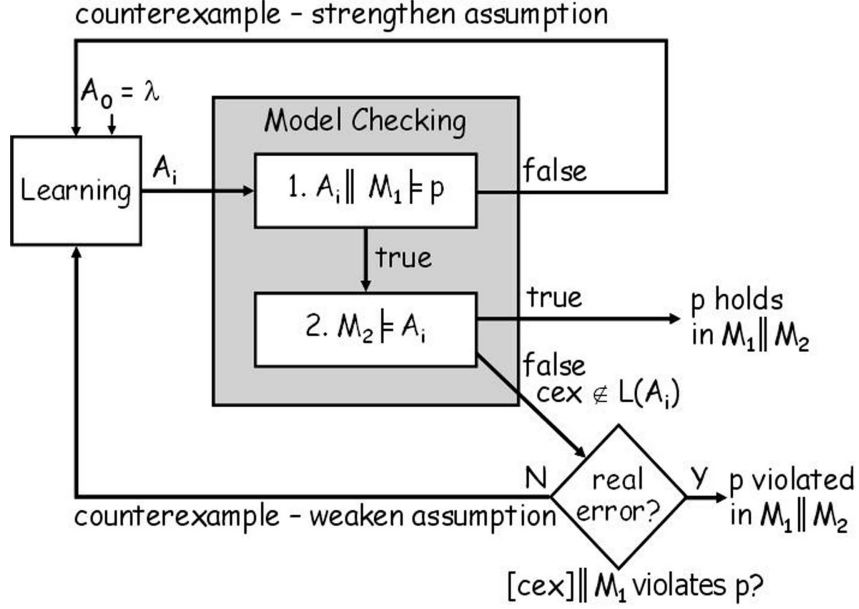 counterexample – strengthen assumption
A₀ = λ
Model Checking
Learning
Aᵢ
1. Aᵢ || M₁ ⊨ p
false
true
2. M₂ ⊨ Aᵢ
true
p holds
in M₁ || M₂
false
cex ∉ L(Aᵢ)
N
real
error?
Y
p violated
in M₁ || M₂
counterexample – weaken assumption
[cex] || M₁ violates p?